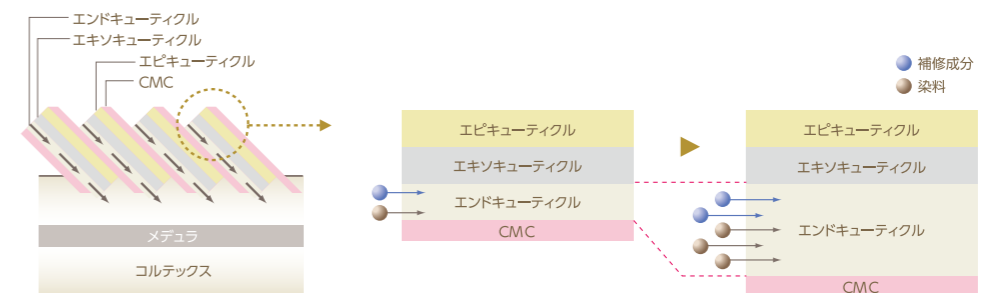 エンドキューティクル
エキソキューティクル
エピキューティクル
CMC
メデュラ
コルテックス
エピキューティクル
エキソキューティクル
エンドキューティクル
CMC
補修成分
染料
エピキューティクル
エキソキューティクル
エンドキューティクル
CMC